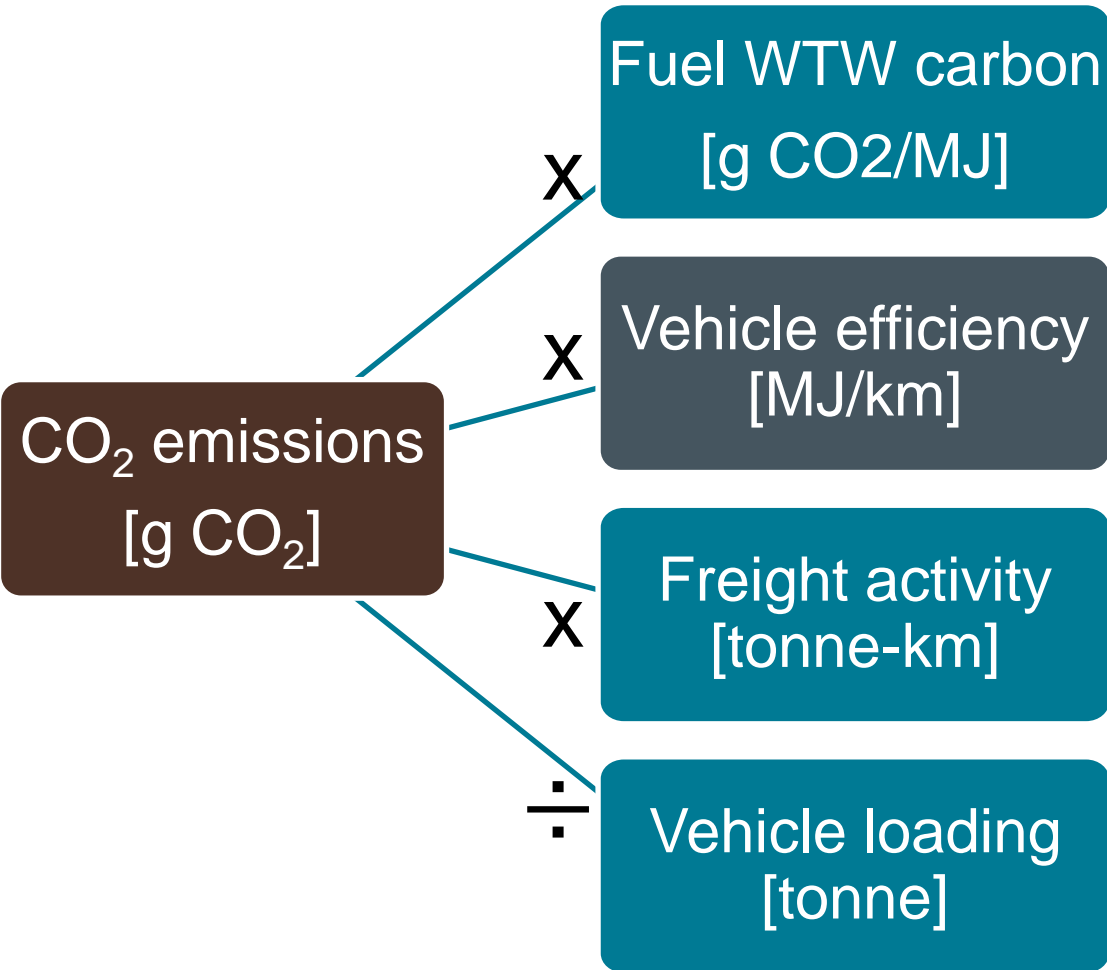 Fuel WTW carbon
[g CO2/MJ]
x
Vehicle efficiency
[MJ/km]
x
CO₂ emissions
[g CO₂]
Freight activity
[tonne-km]
x
Vehicle loading
[tonne]
÷